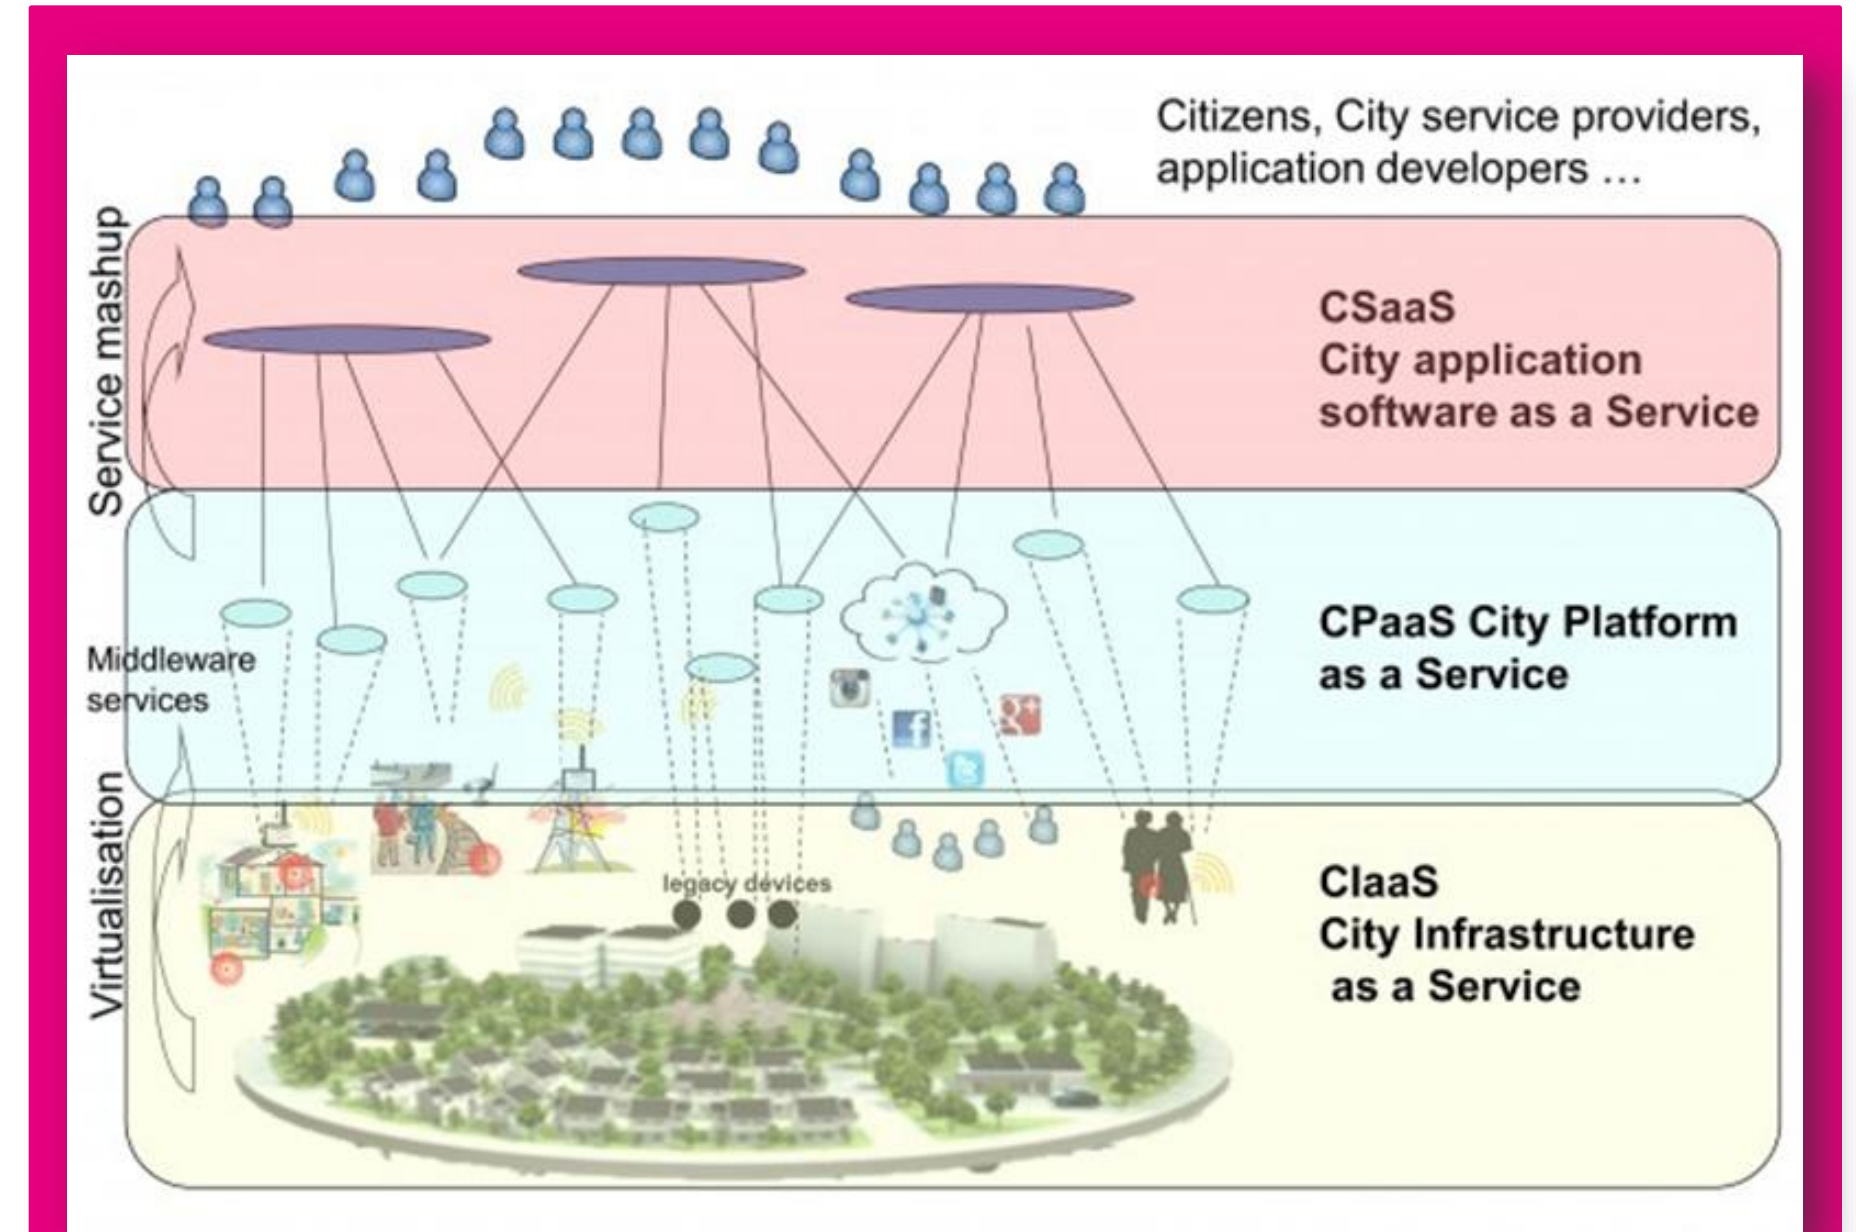 Citizens, City service providers,
application developers ...
Service mashup
CSaaS
City application
software as a Service
Middleware
services
CPaaS City Platform
as a Service
Virtualisation
legacy devices
CIaaS
City Infrastructure
as a Service